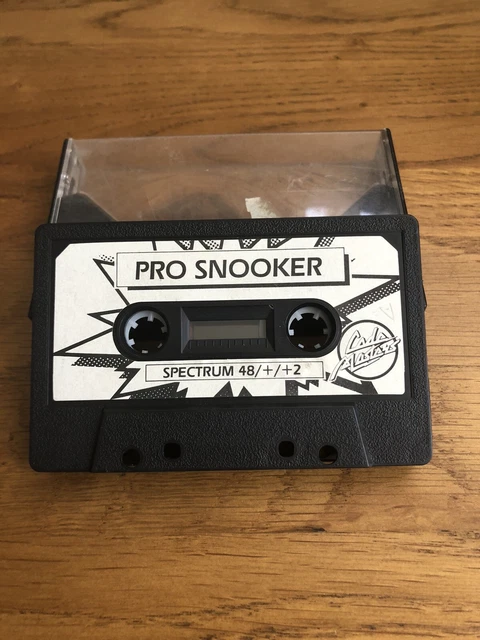 PRO SNOOKER
SPECTRUM 48/+/+2
Code
Masters